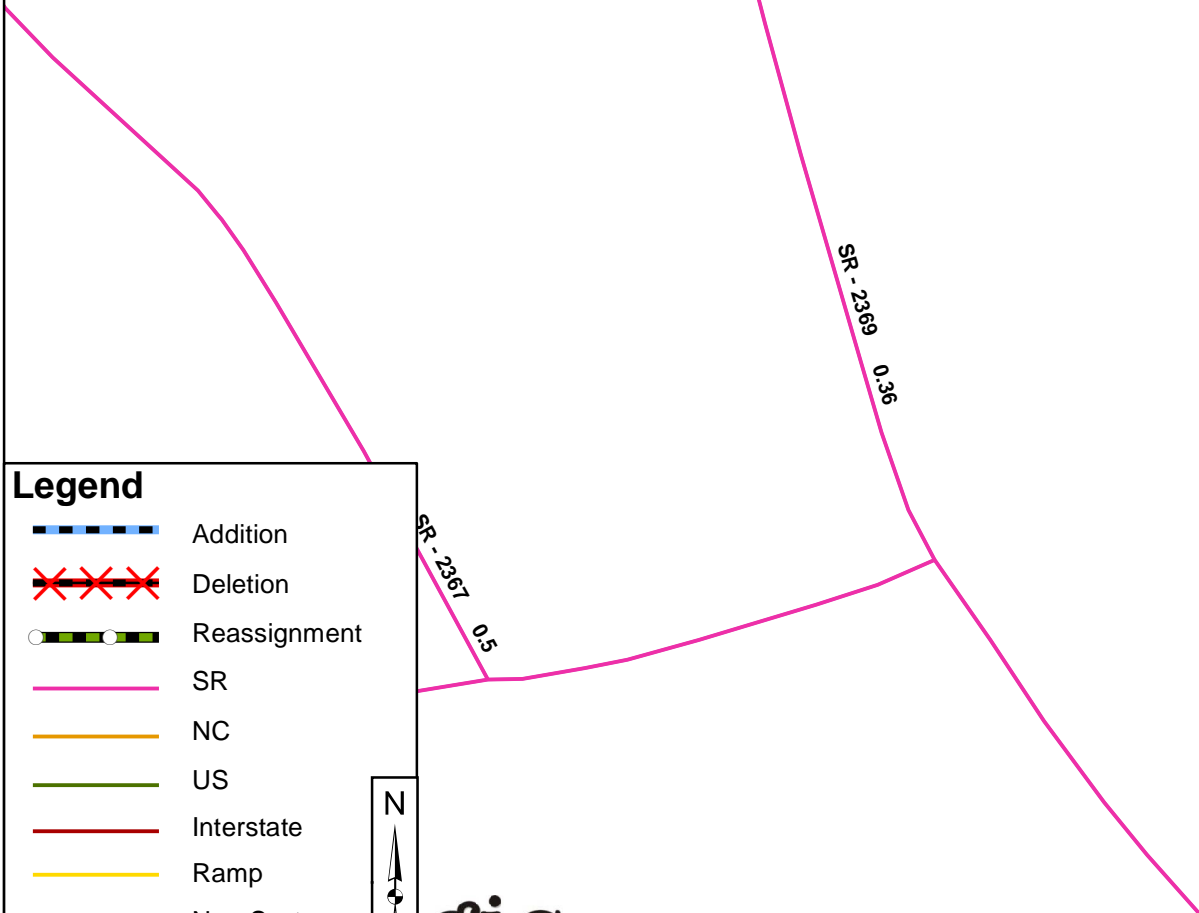 SR - 2369 0.36
SR - 2367 0.5
Legend
Addition
Deletion
Reassignment
SR
NC
US
Interstate
Ramp
N